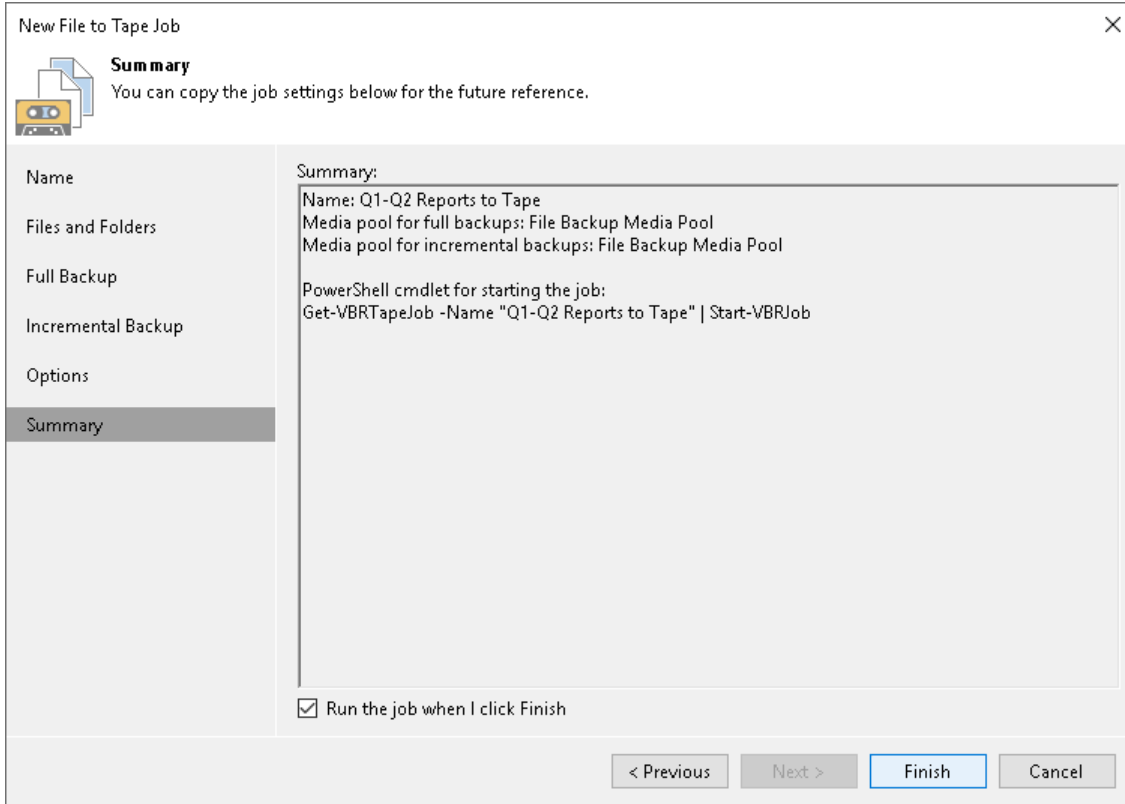 New File to Tape Job
Summary
You can copy the job settings below for the future reference.
Name
Files and Folders
Full Backup
Incremental Backup
Options
Summary
Summary:
Name: Q1-Q2 Reports to Tape
Media pool for full backups: File Backup Media Pool
Media pool for incremental backups: File Backup Media Pool
PowerShell cmdlet for starting the job:
Get-VBRTapeJob -Name "Q1-Q2 Reports to Tape" | Start-VBRJob
Run the job when I click Finish
< Previous
Next >
Finish
Cancel